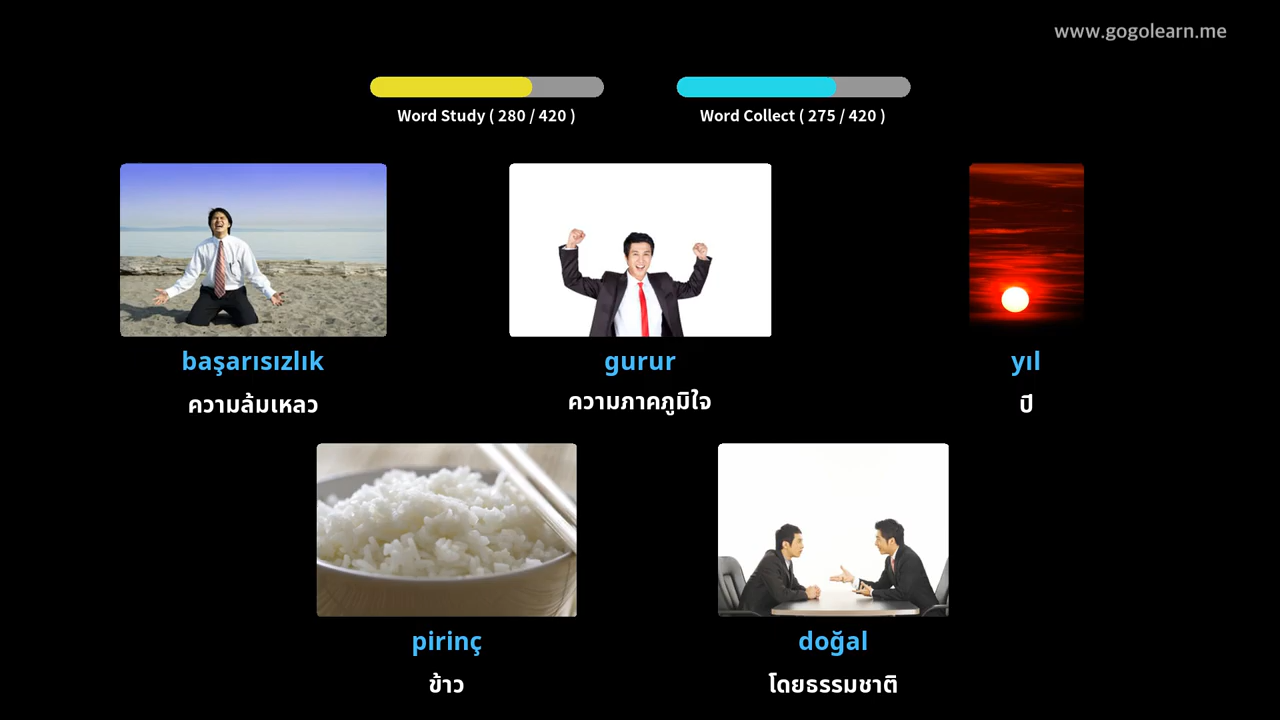 www.gogolearn.me
Word Study ( 280 / 420 )
Word Collect ( 275 / 420 )
başarısızlık
gurur
yıl
ความล้มเหลว
ความภาคภูมิใจ
ปี
pirinç
doğal
ข้าว
โดยธรรมชาติ